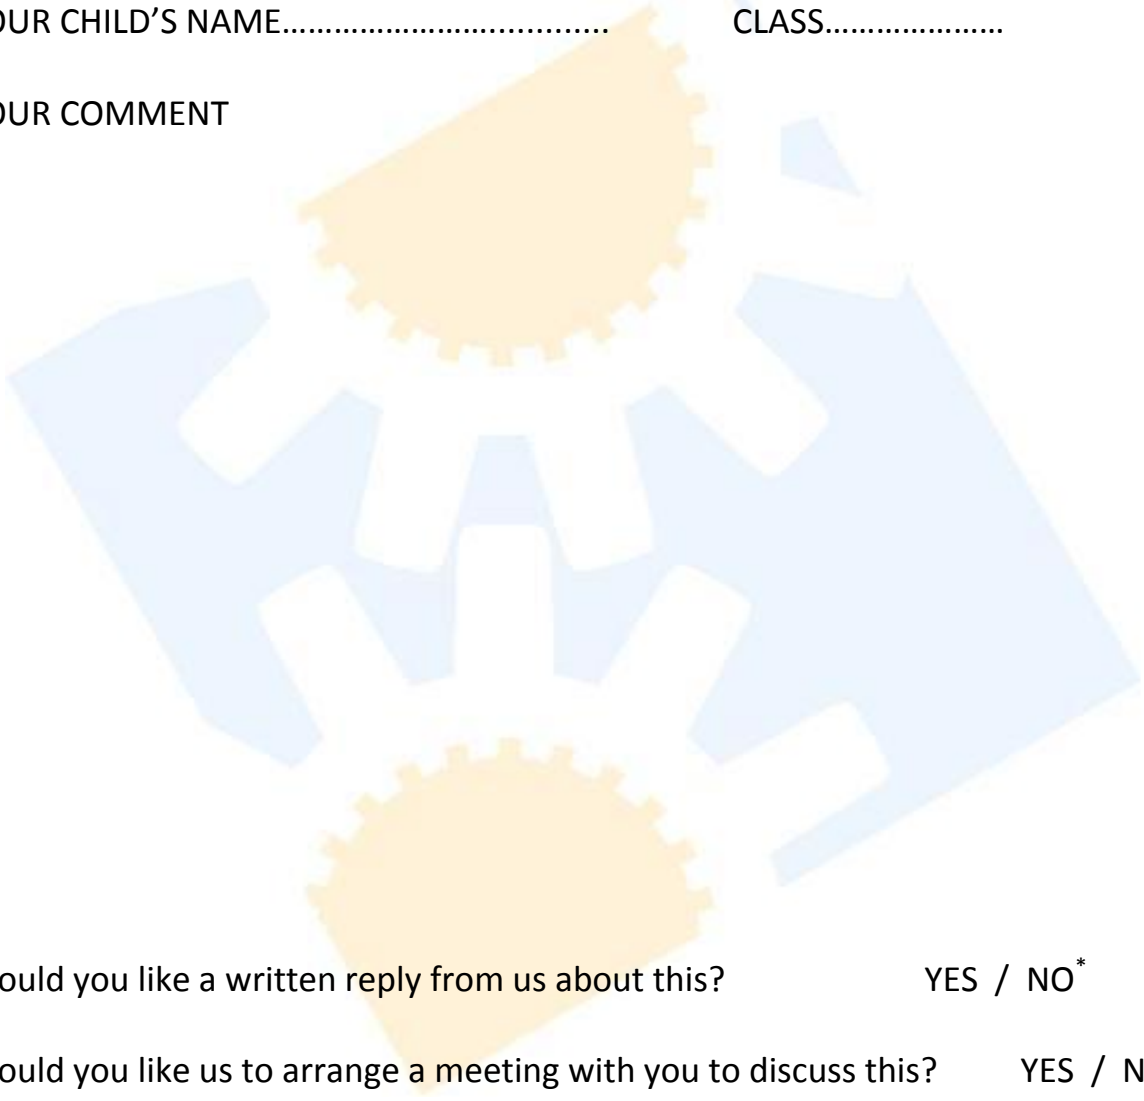 OUR CHILD’S NAME…………………….............. CLASS…………………
OUR COMMENT
ould you like a written reply from us about this? YES / NO*
ould you like us to arrange a meeting with you to discuss this? YES / N